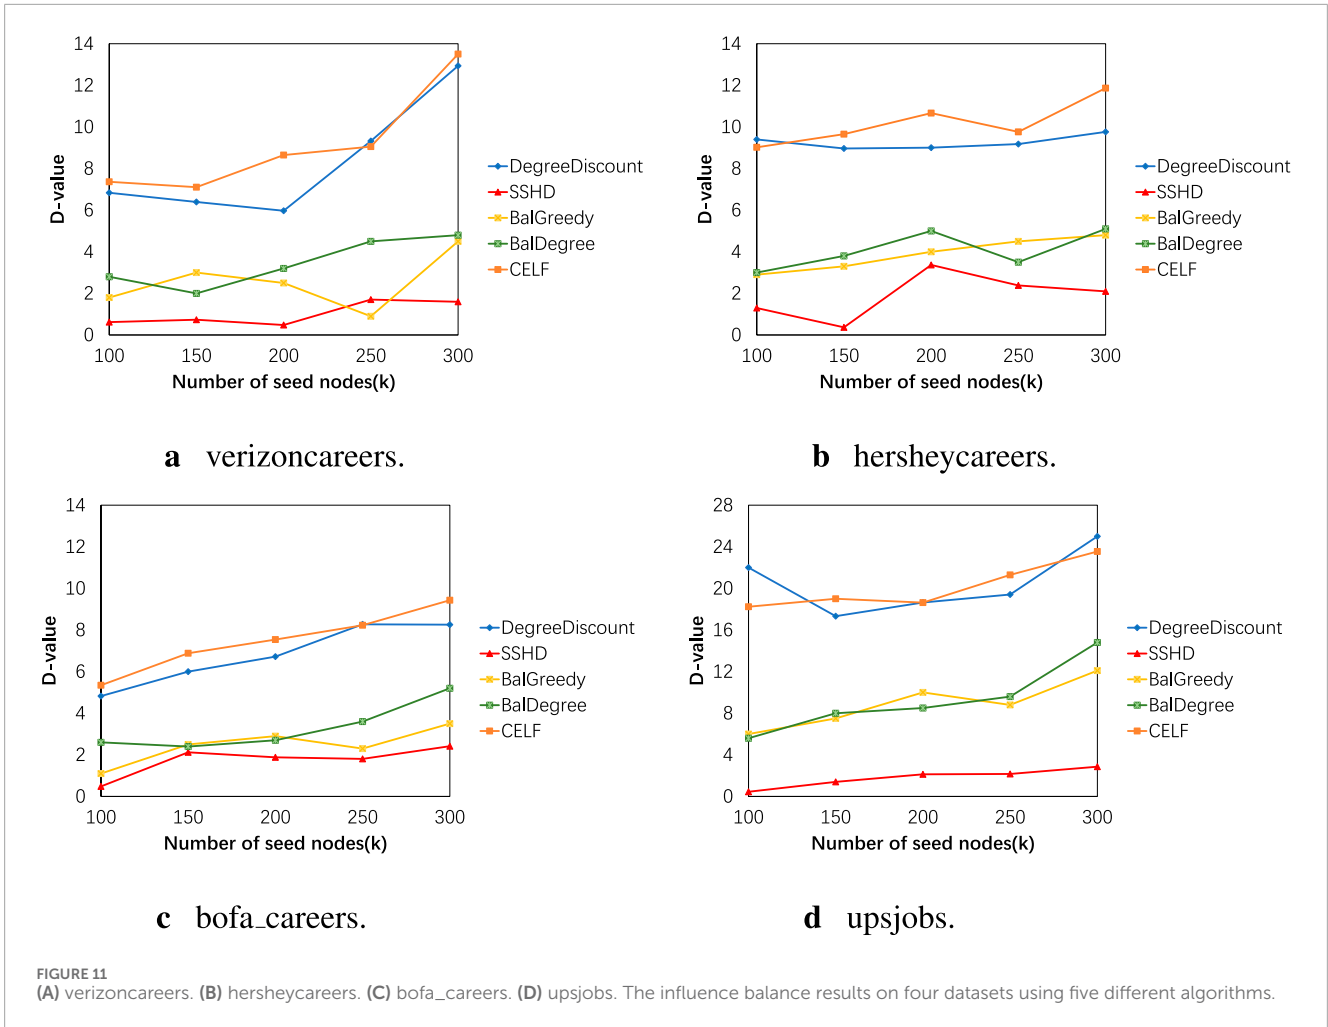 14
12
10
8
6
4
2
0
D-value
100 150 200 250 300
Number of seed nodes(k)
DegreeDiscount
SSHD
BalGreedy
BalDegree
CELF
a verizoncareers.
14
12
10
8
6
4
2
0
D-value
100 150 200 250 300
Number of seed nodes(k)
DegreeDiscount
SSHD
BalGreedy
BalDegree
CELF
b hersheycareers.
14
12
10
8
6
4
2
0
D-value
100 150 200 250 300
Number of seed nodes(k)
DegreeDiscount
SSHD
BalGreedy
BalDegree
CELF
c bofa_careers.
28
24
20
16
12
8
4
0
D-value
100 150 200 250 300
Number of seed nodes(k)
DegreeDiscount
SSHD
BalGreedy
BalDegree
CELF
d upsjobs.
FIGURE 11
(A) verizoncareers. (B) hersheycareers. (C) bofa_careers. (D) upsjobs. The influence balance results on four datasets using five different algorithms.